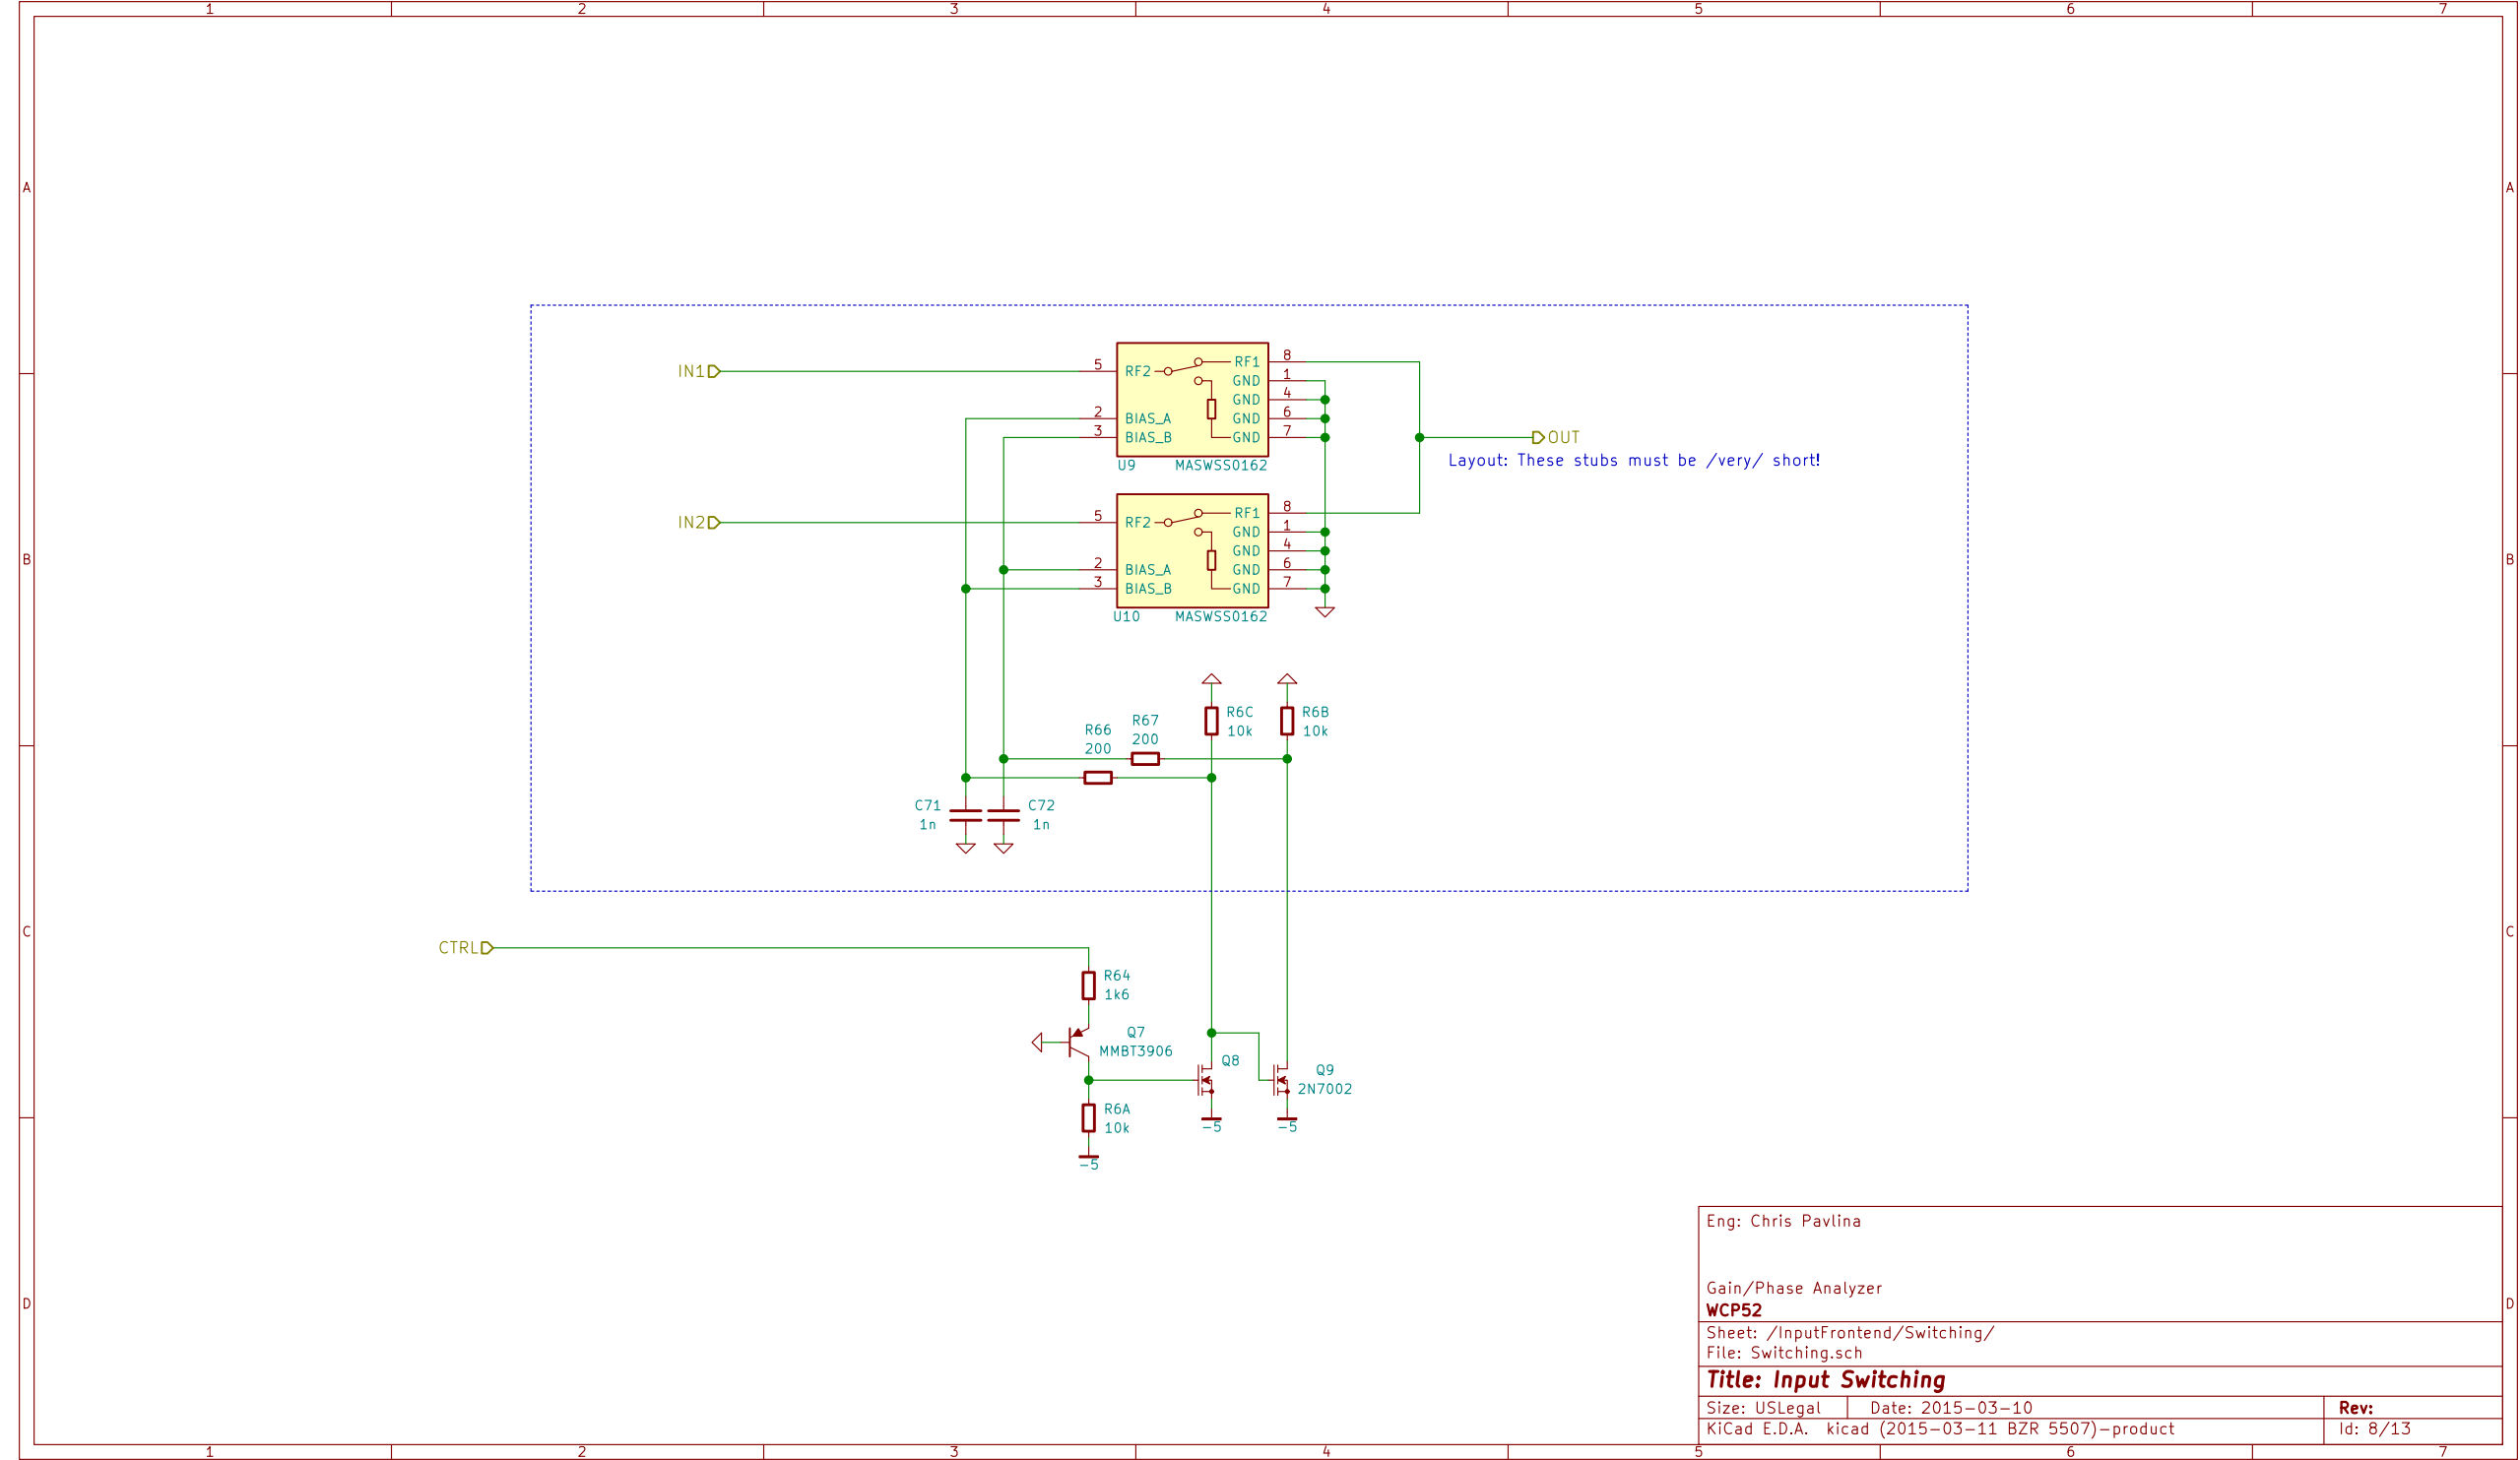 1 2 3 4 5 6 7
A A
IN1 5 RF2 RF1 8
GND 1
GND 4
2 BIAS_A GND 6
3 BIAS_B GND 7
U9 MASWSS0162
OUT
Layout: These stubs must be /very/ short!
IN2 5 RF2 RF1 8
GND 1
B GND 4 B
2 BIAS_A GND 6
3 BIAS_B GND 7
U10 MASWSS0162
R66
200
R67
200
R6C
10k
R6B
10k
C71
1n
C72
1n
C C
CTRL
R64
1k6
Q7
MMBT3906
Q8
Q9
2N7002
-5
-5
R6A
10k
-5
Eng: Chris Pavlina
Gain/Phase Analyzer
D D
WCP52
Sheet: /InputFrontend/Switching/
File: Switching.sch
Title: Input Switching
Size: USLegal Date: 2015-03-10 Rev:
KiCad E.D.A. kicad (2015-03-11 BZR 5507)-product Id: 8/13
1 2 3 4 5 6 7